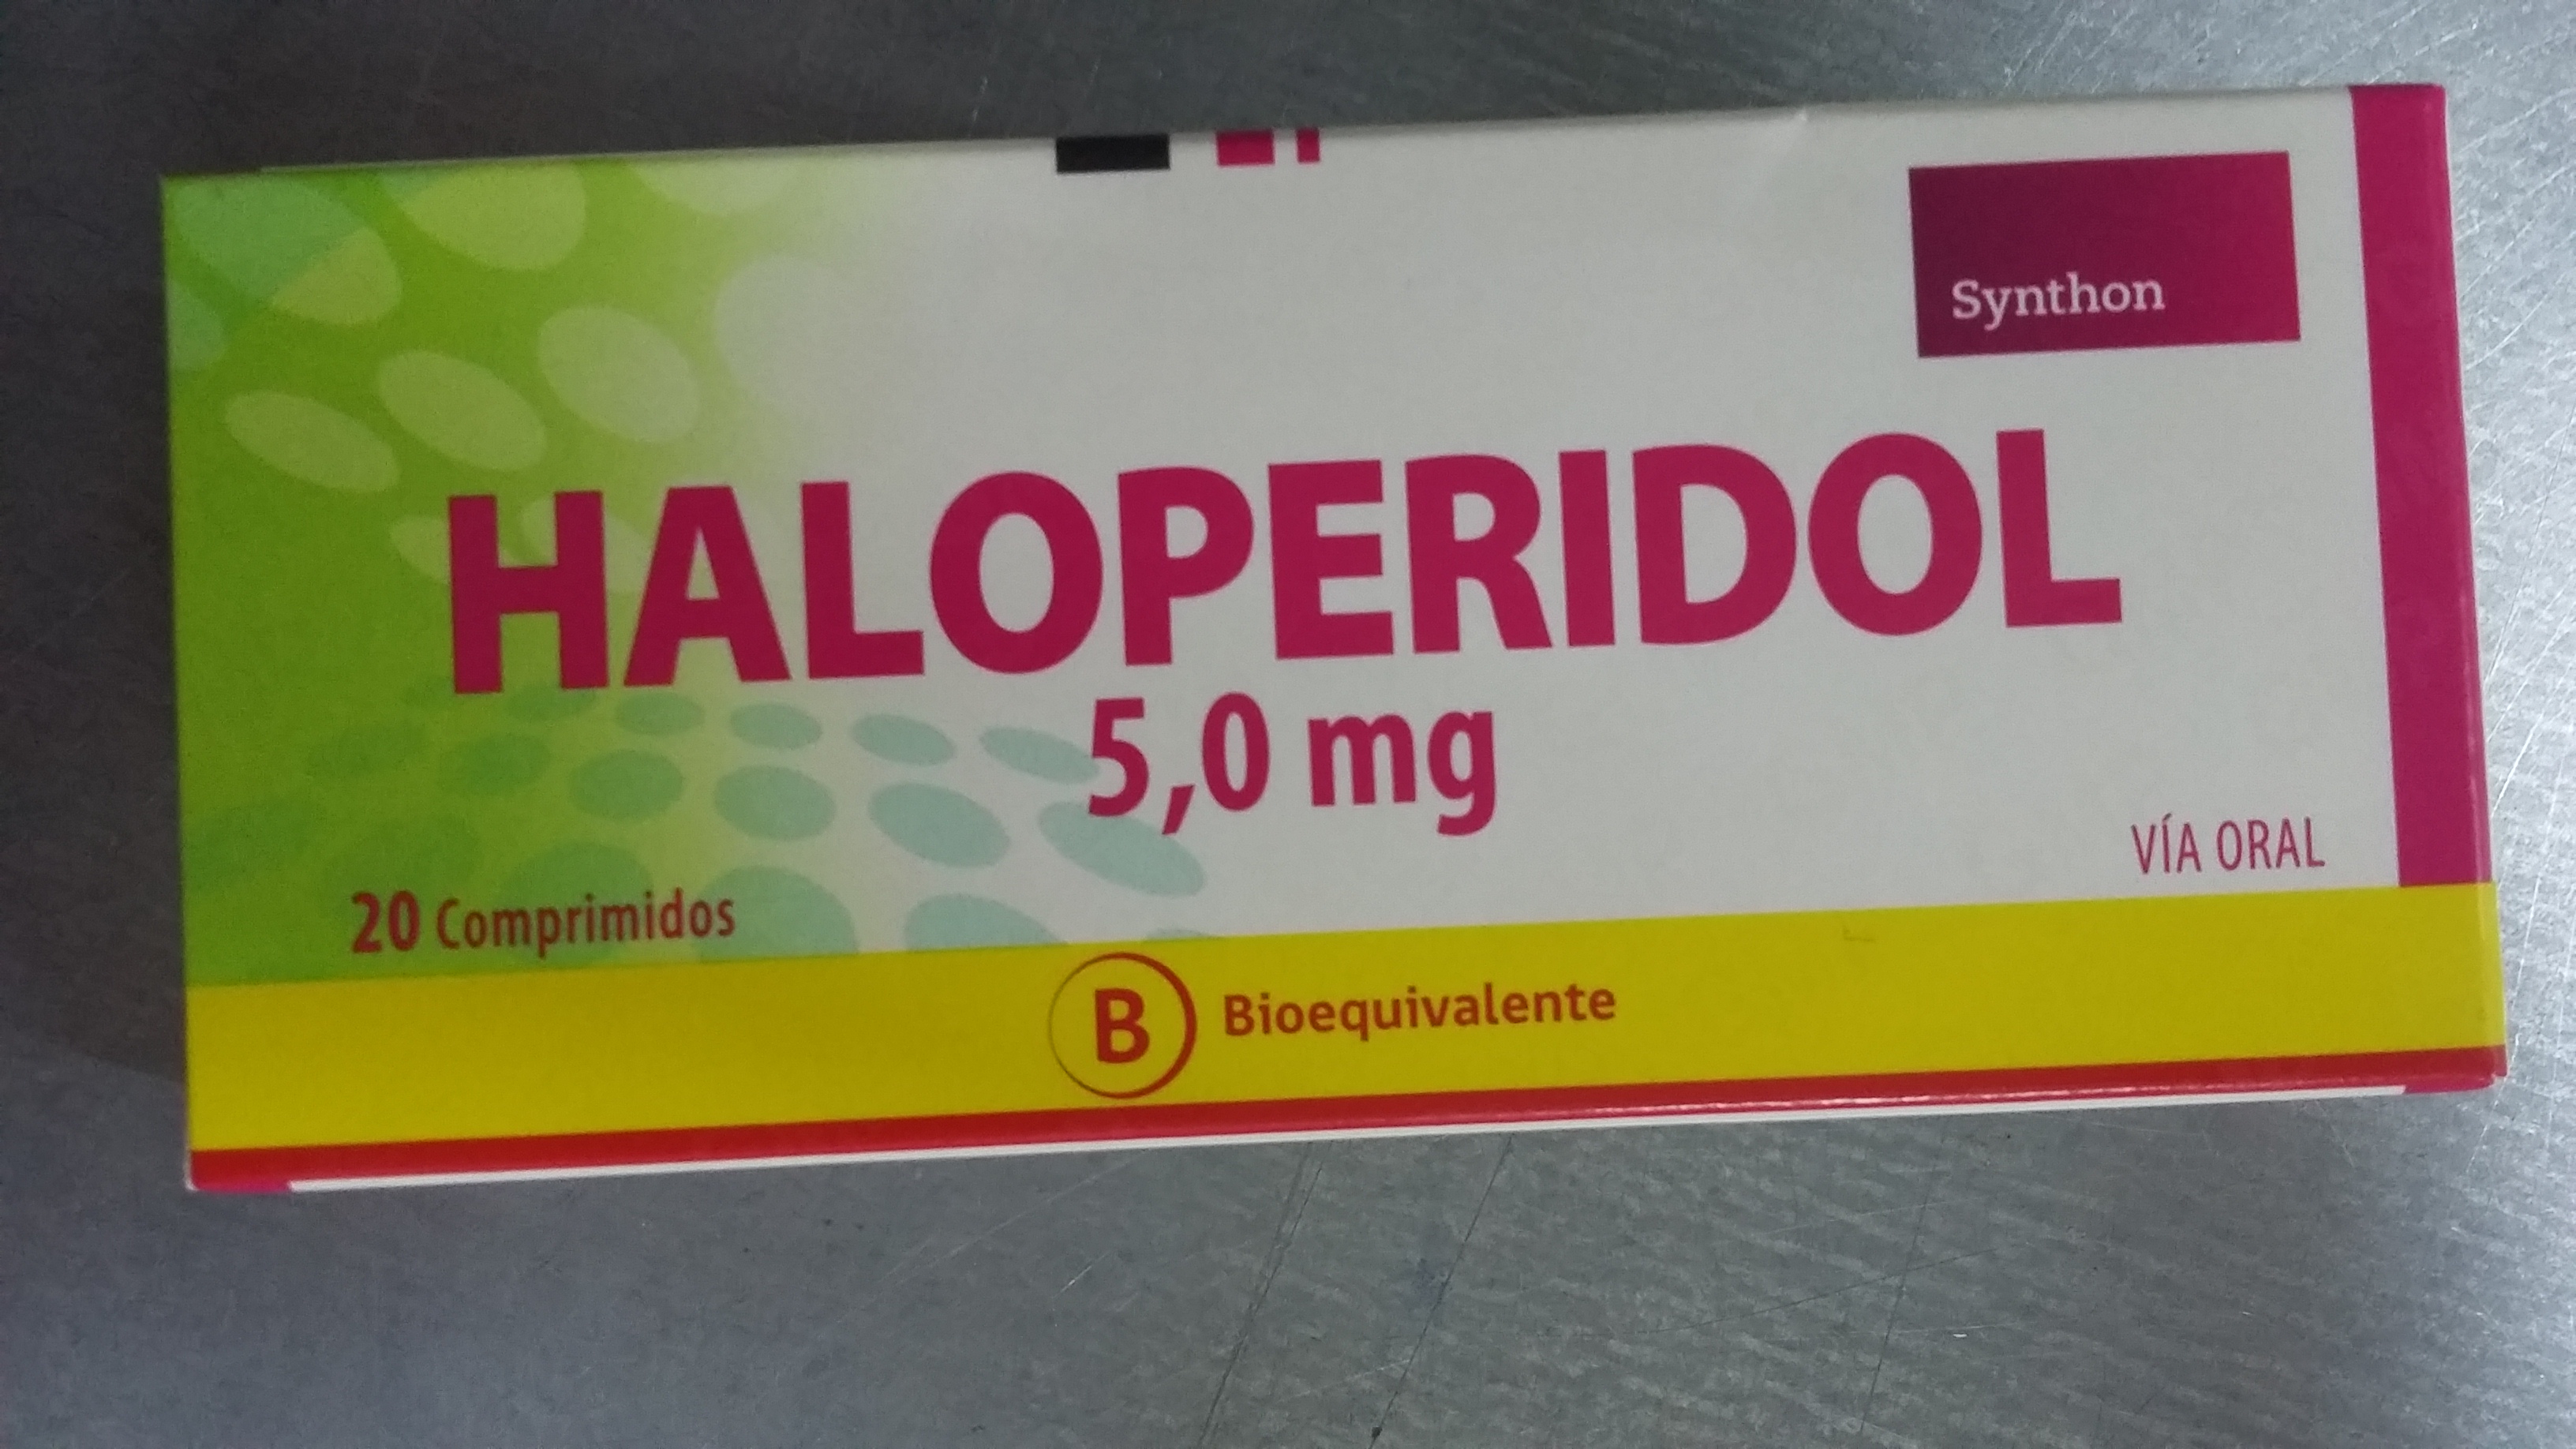 Synthon
HALOPERIDOL
5,0 mg
VÍA ORAL
20 Comprimidos
B Bioequivalente